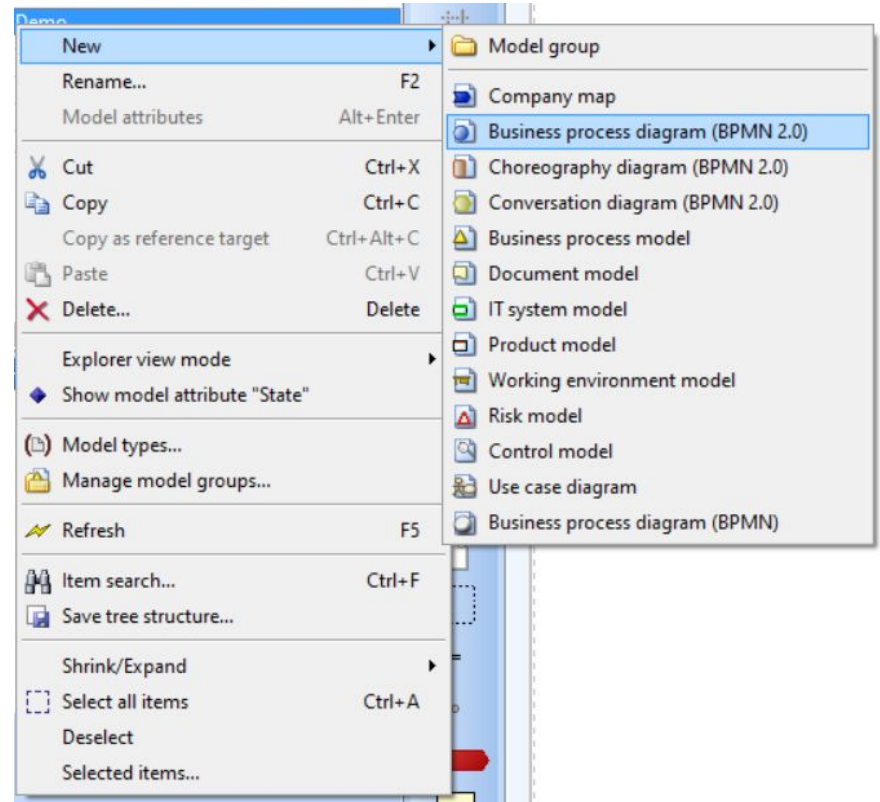 Demo
New
Rename... F2
Model attributes Alt+Enter
Cut Ctrl+X
Copy Ctrl+C
Copy as reference target Ctrl+Alt+C
Paste Ctrl+V
Delete... Delete
Explorer view mode
Show model attribute "State"
Model types...
Manage model groups...
Refresh F5
Item search... Ctrl+F
Save tree structure...
Shrink/Expand
Select all items Ctrl+A
Deselect
Selected items...
Model group
Company map
Business process diagram (BPMN 2.0)
Choreography diagram (BPMN 2.0)
Conversation diagram (BPMN 2.0)
Business process model
Document model
IT system model
Product model
Working environment model
Risk model
Control model
Use case diagram
Business process diagram (BPMN)